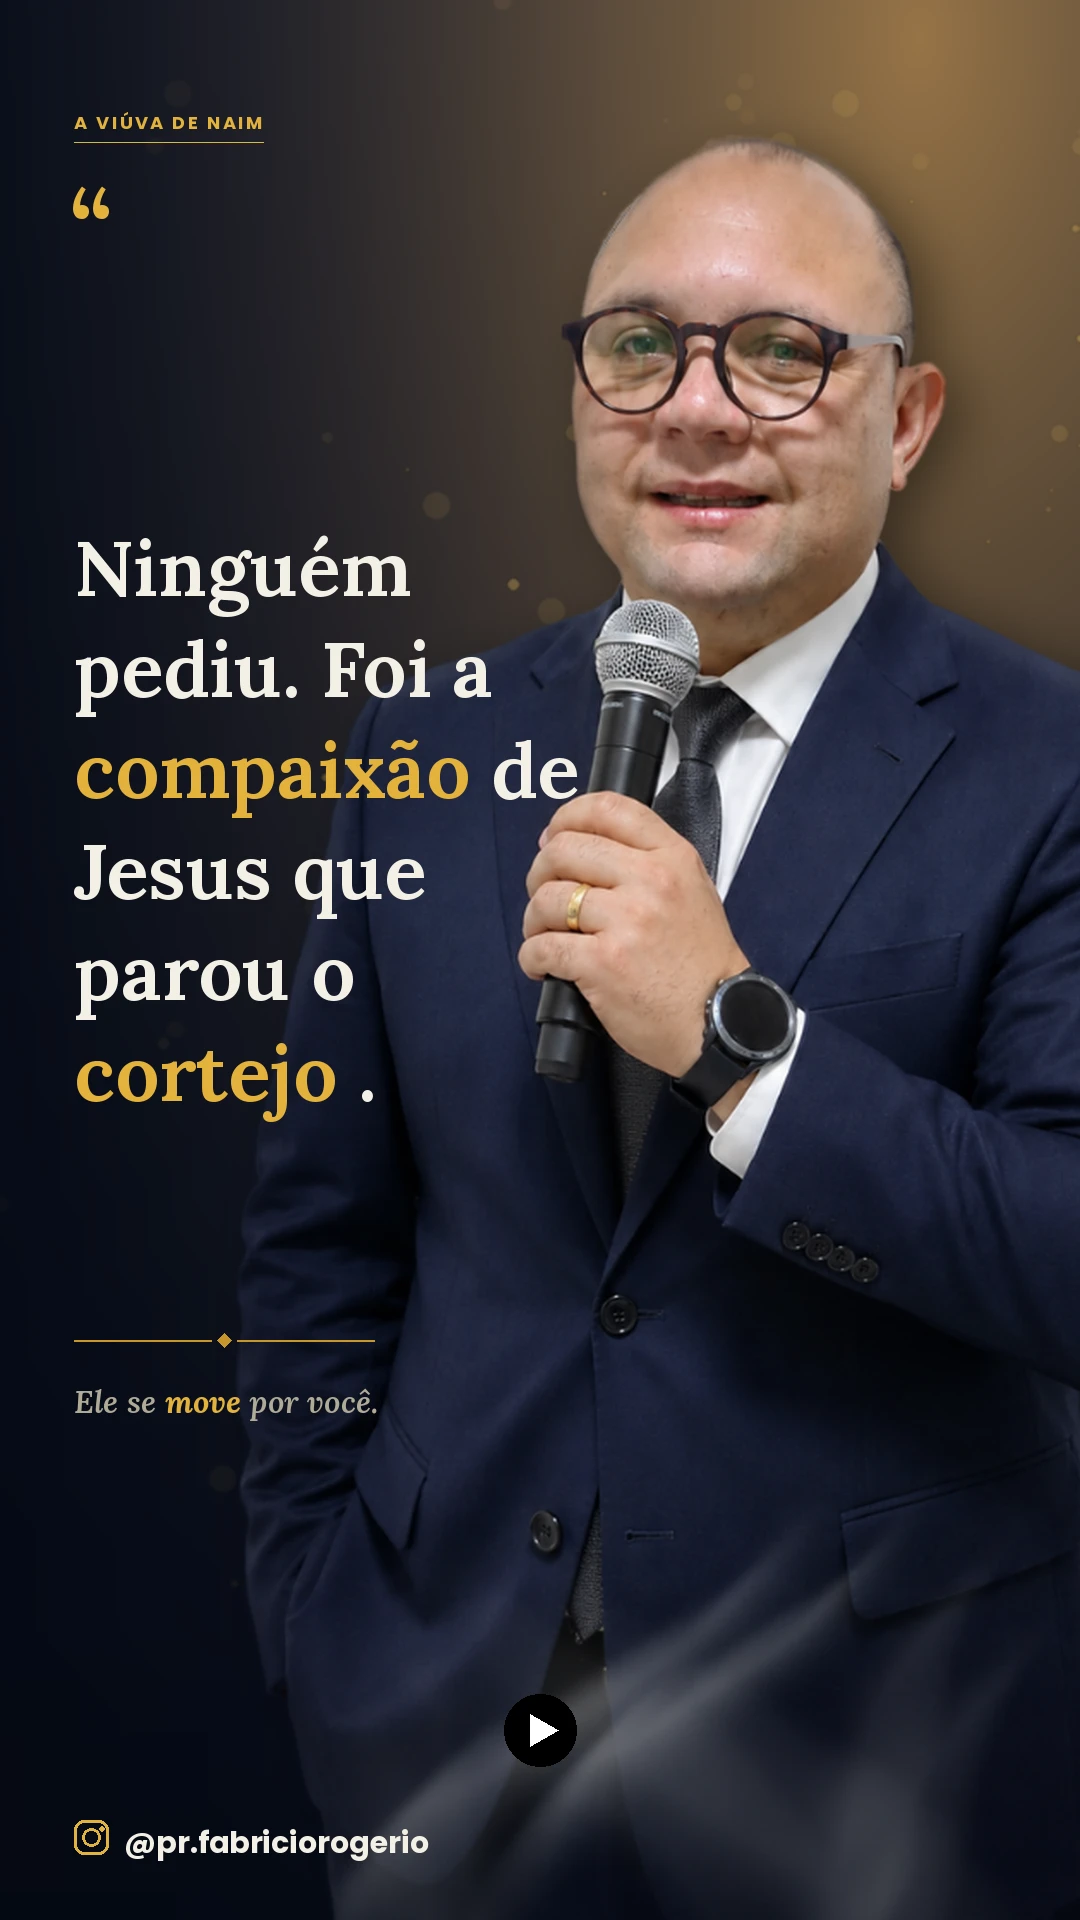 A VIÚVA DE NAIM
“
Ninguém
pediu. Foi a
compaixão de
Jesus que
parou o
cortejo .
Ele se move por você.
@pr.fabriciorogerio